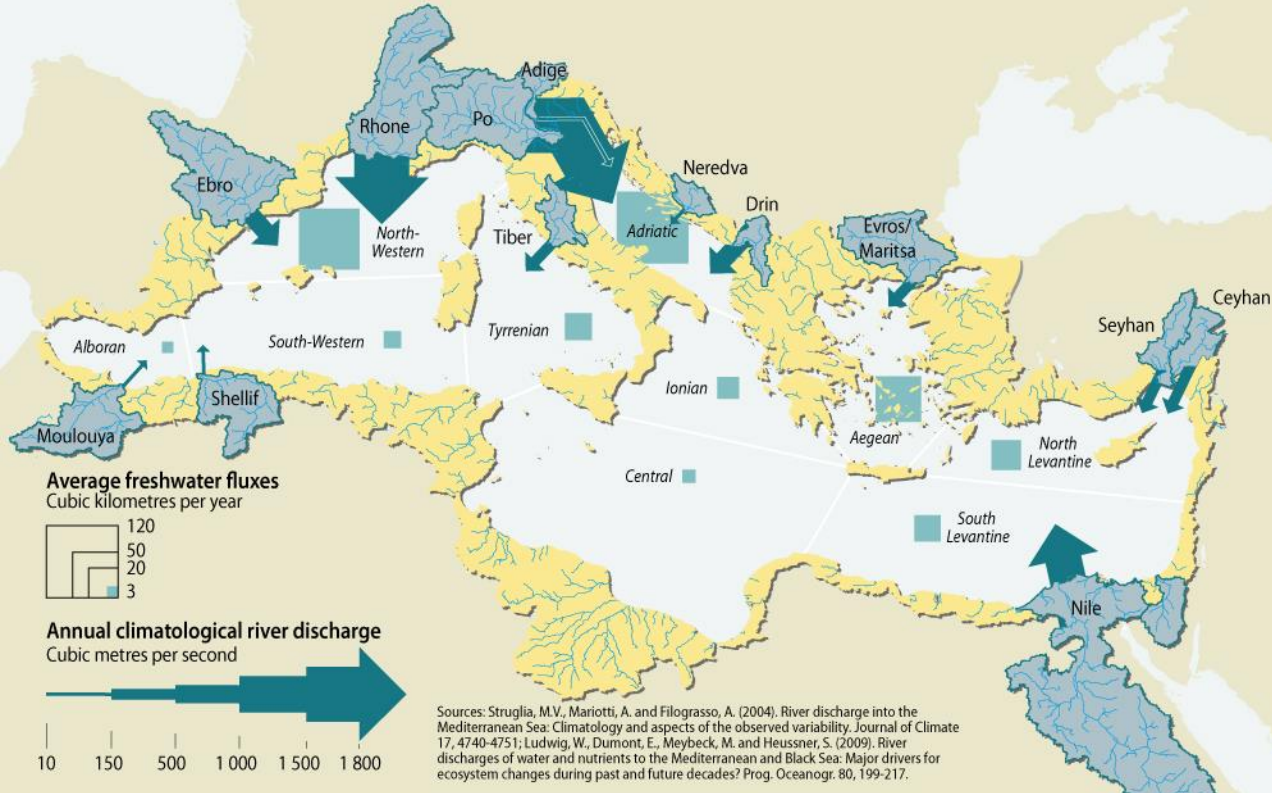 Adige
Po
Rhone
Ebro
Neredva
Drin
Tiber
Adriatic
North-
Western
Evros/
Maritsa
Ceyhan
Seyhan
Alboran
South-Western
Tyrrenian
Ionian
Shellif
Moulouya
Aegean
North
Levantine
Central
South
Levantine
Nile
Average freshwater fluxes
Cubic kilometres per year
120
50
20
3
Annual climatological river discharge
Cubic metres per second
10 150 500 1 000 1 500 1 800
Sources: Struglia, M.V., Mariotti, A. and Filograsso, A. (2004). River discharge into the
Mediterranean Sea: Climatology and aspects of the observed variability. Journal of Climate
17, 4740-4751; Ludwig, W., Dumont, E., Meybeck, M. and Heussner, S. (2009). River
discharges of water and nutrients to the Mediterranean and Black Sea: Major drivers for
ecosystem changes during past and future decades? Prog. Oceanogr. 80, 199-217.